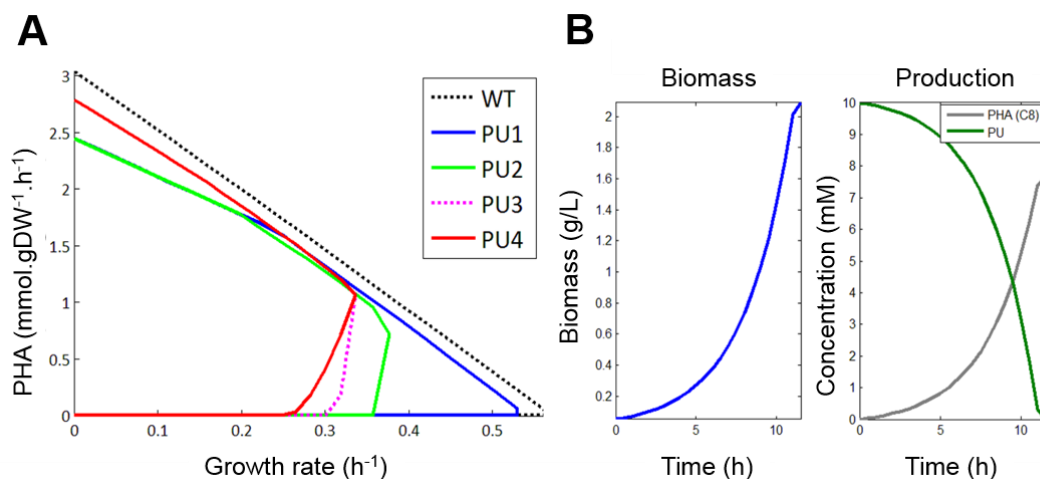 A
PHA (mmol.gDW⁻¹.h⁻¹)
3
2.5
2
1.5
1
0.5
0
0
0.1
0.2
0.3
0.4
0.5
Growth rate (h⁻¹)
WT
PU1
PU2
PU3
PU4
B
Biomass
Biomass (g/L)
2
1.8
1.6
1.4
1.2
1
0.8
0.6
0.4
0.2
0
5
10
Time (h)
Production
Concentration (mM)
10
9
8
7
6
5
4
3
2
1
0
0
5
10
Time (h)
PHA (C8)
PU